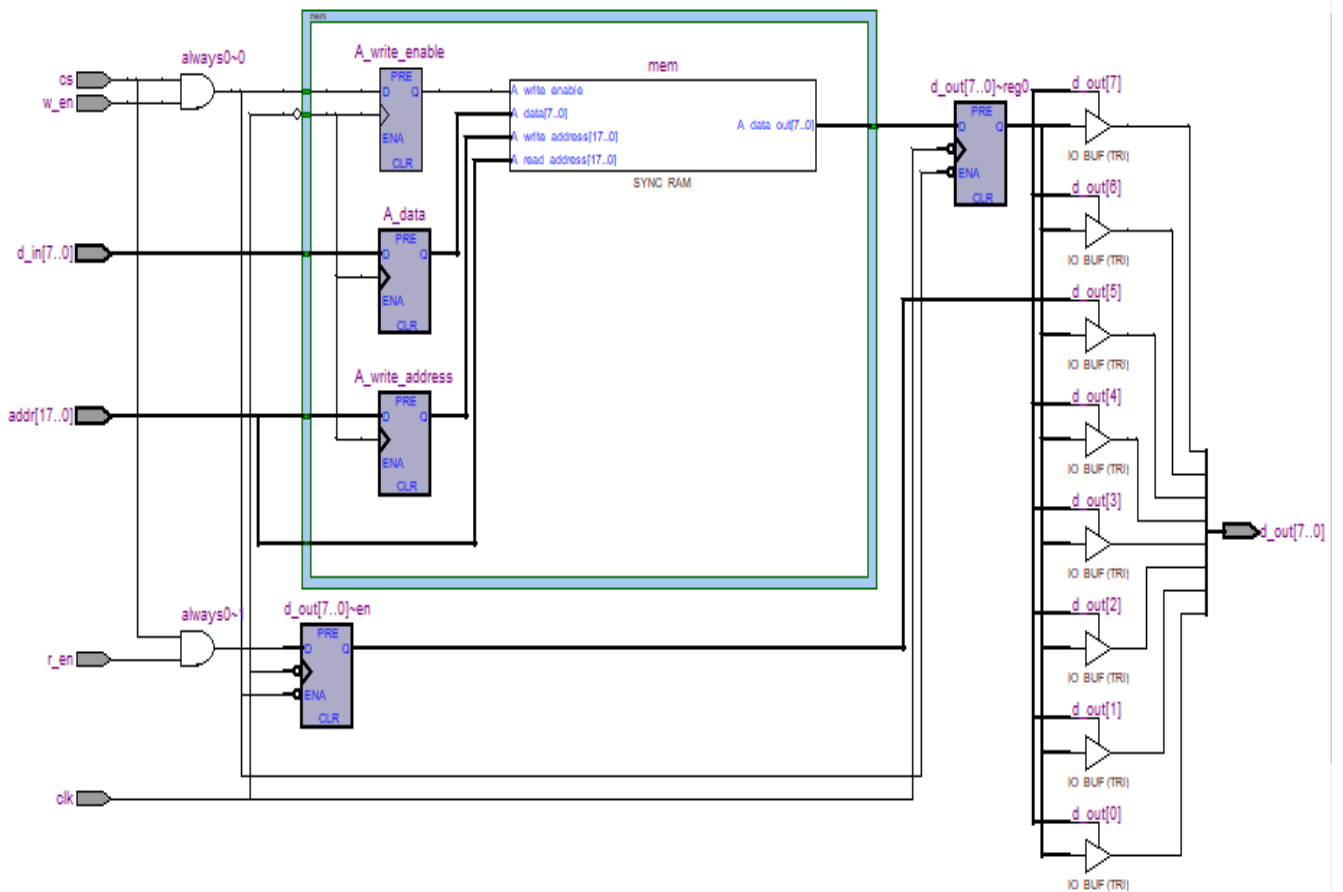 mem
always0~0
cs
w_en
A_write_enable
PRE
D Q
ENA
CLR
mem
A write enable
A data[7..0]
A write address[17..0]
A read address[17..0]
A data out[7..0]
SYNC RAM
d_out[7..0]~reg0
PRE
D Q
ENA
CLR
d_out[7]
IO BUF (TRI)
d_out[6]
IO BUF (TRI)
d_in[7..0]
A_data
PRE
D Q
ENA
CLR
d_out[5]
IO BUF (TRI)
addr[17..0]
A_write_address
PRE
D Q
ENA
CLR
d_out[4]
IO BUF (TRI)
d_out[3]
IO BUF (TRI)
d_out[7..0]
always0~1
r_en
d_out[7..0]~en
PRE
D Q
ENA
CLR
d_out[2]
IO BUF (TRI)
d_out[1]
IO BUF (TRI)
clk
d_out[0]
IO BUF (TRI)